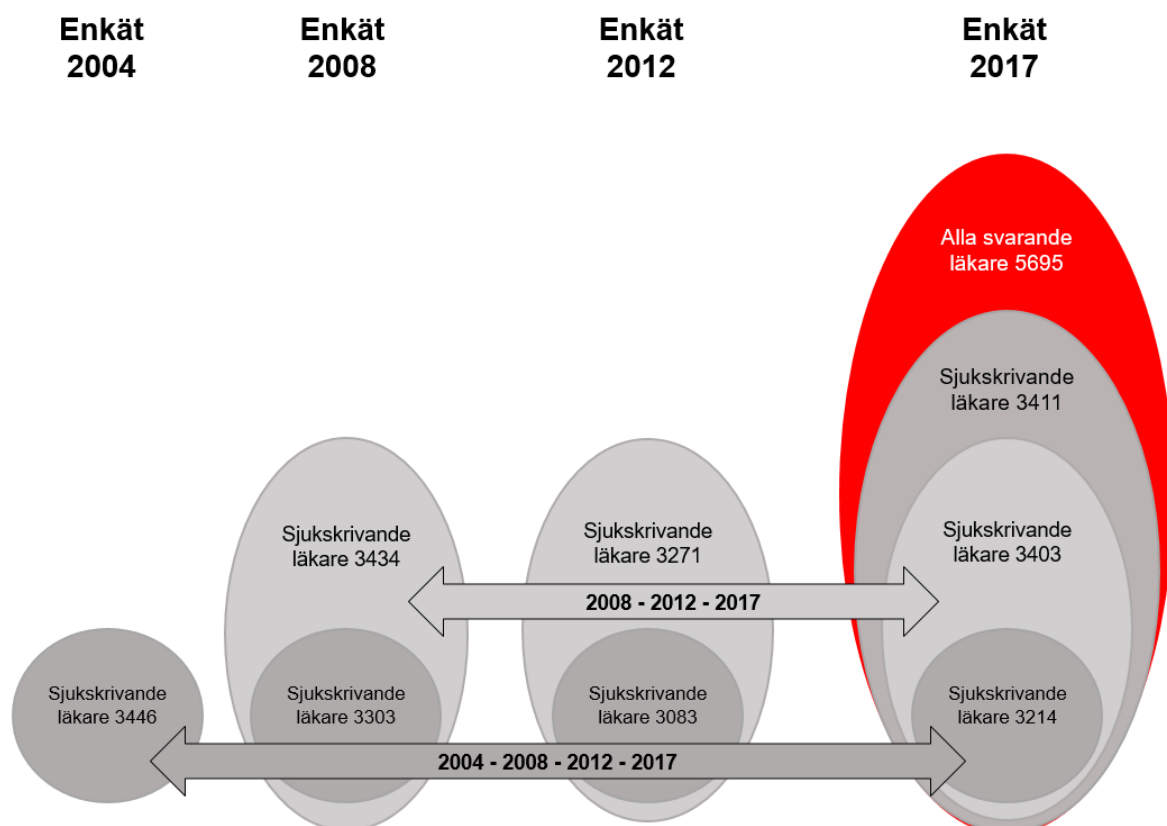 Enkät
2004
Enkät
2008
Enkät
2012
Enkät
2017
Alla svarande
läkare 5695
Sjukskrivande
läkare 3411
Sjukskrivande
läkare 3434
Sjukskrivande
läkare 3271
Sjukskrivande
läkare 3403
2008 - 2012 - 2017
Sjukskrivande
läkare 3446
Sjukskrivande
läkare 3303
Sjukskrivande
läkare 3083
Sjukskrivande
läkare 3214
2004 - 2008 - 2012 - 2017